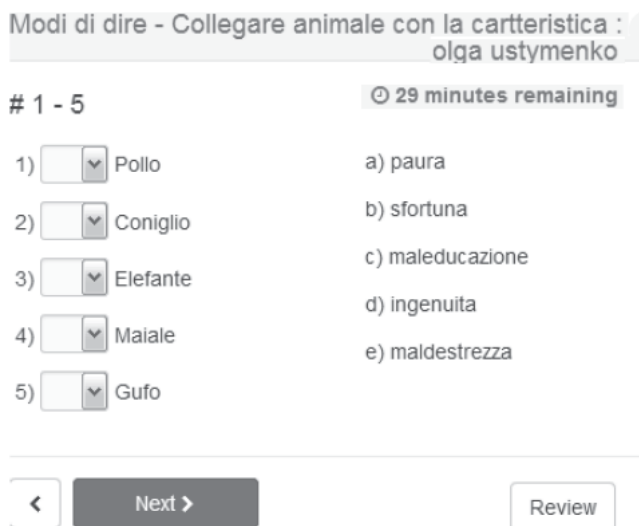 Modi di dire - Collegare animale con la cartteristica :
olga ustymenko
# 1 - 5
29 minutes remaining
1) Pollo
2) Coniglio
3) Elefante
4) Maiale
5) Gufo
a) paura
b) sfortuna
c) maleducazione
d) ingenuita
e) maldestrezza
Next
Review